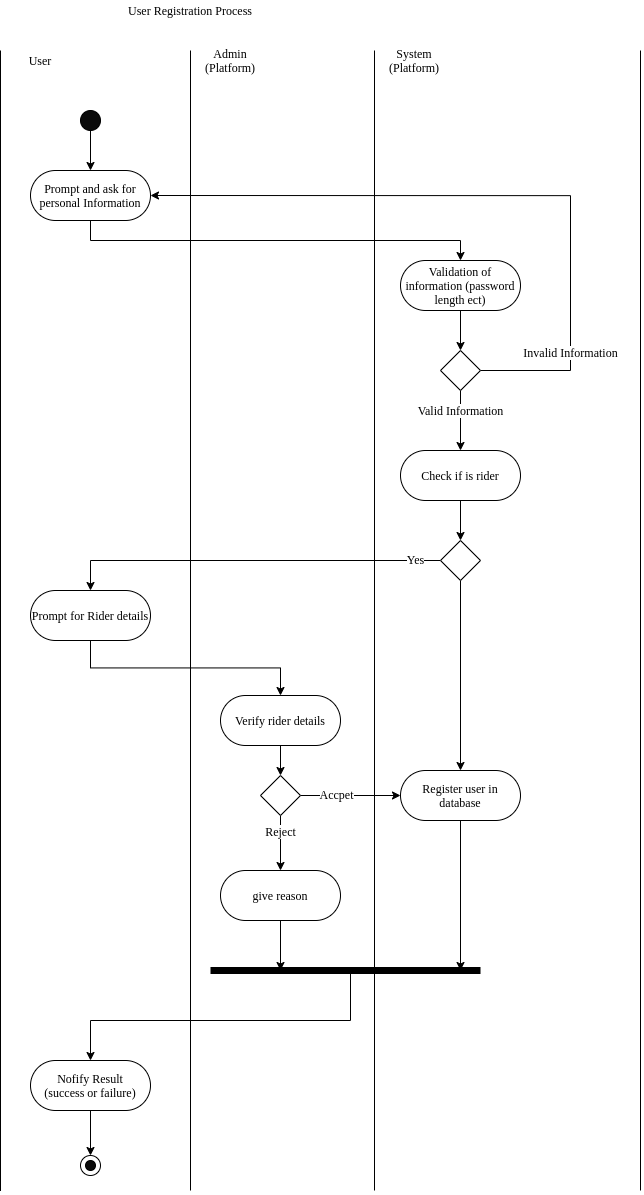 User Registration Process
User
Admin
(Platform)
System
(Platform)
Prompt and ask for
personal Information
Validation of
information (password
length ect)
Invalid Information
Valid Information
Check if is rider
Yes
Prompt for Rider details
Verify rider details
Accpet
Register user in
database
Reject
give reason
Nofify Result
(success or failure)